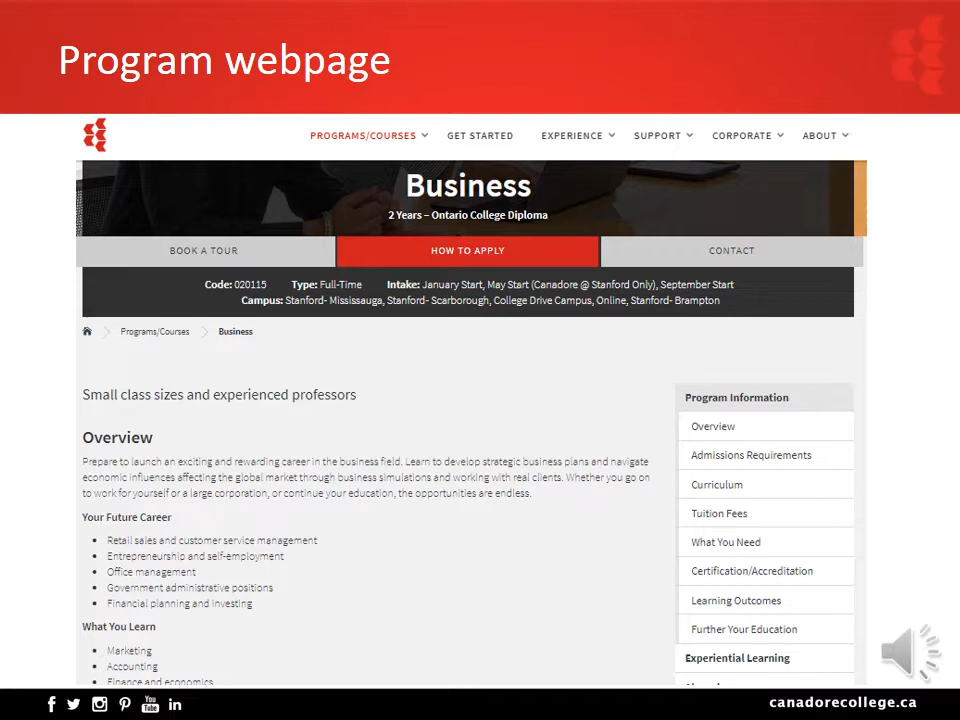 Program webpage
PROGRAMS/COURSES GET STARTED EXPERIENCE SUPPORT CORPORATE ABOUT
Business
2 Years – Ontario College Diploma
BOOK A TOUR HOW TO APPLY CONTACT
Code: 020115 Type: Full-Time Intake: January Start, May Start (Canadore @ Stanford Only), September Start
Campus: Stanford- Mississauga, Stanford- Scarborough, College Drive Campus, Online, Stanford- Brampton
Programs/Courses Business
Small class sizes and experienced professors
Overview
Prepare to launch an exciting and rewarding career in the business field. Learn to develop strategic business plans and navigate
economic influences affecting the global market through business simulations and working with real clients. Whether you go on
to work for yourself or a large corporation, or continue your education, the opportunities are endless.
Your Future Career
Retail sales and customer service management
Entrepreneurship and self-employment
Office management
Government administrative positions
Financial planning and investing
What You Learn
Marketing
Accounting
Finance and economics
Program Information
Overview
Admissions Requirements
Curriculum
Tuition Fees
What You Need
Certification/Accreditation
Learning Outcomes
Further Your Education
Experiential Learning
You Tube
canadorecollege.ca